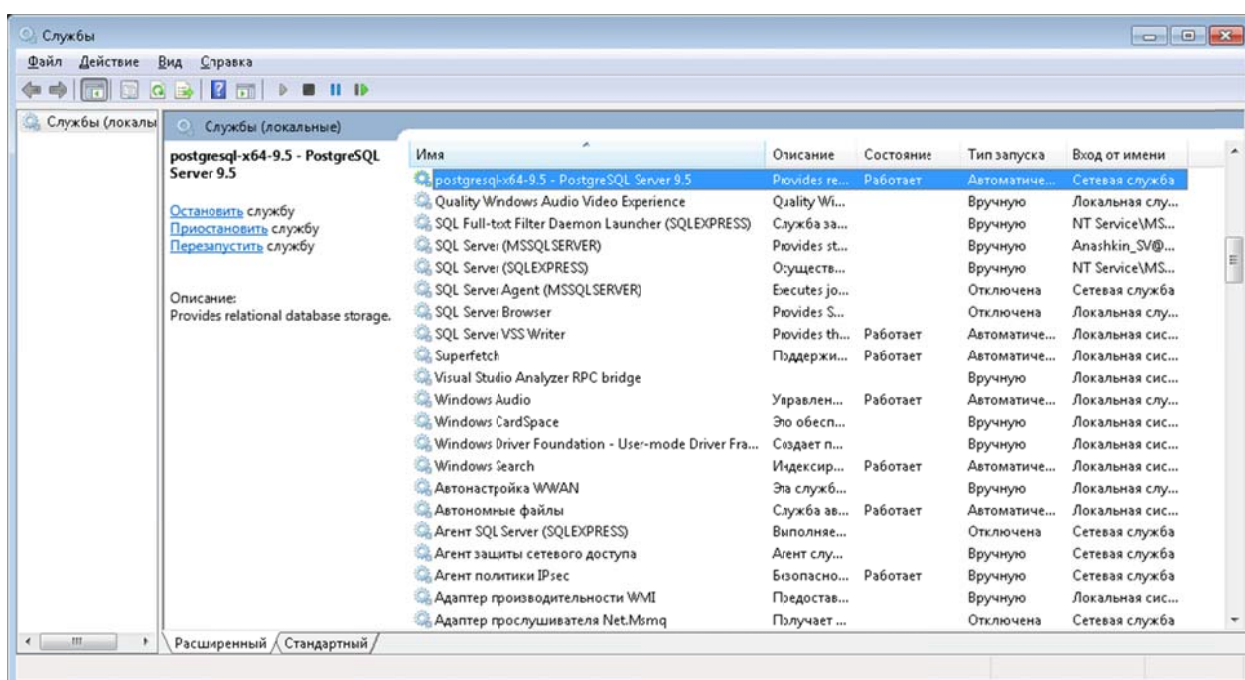 Службы
Файл Действие Вид Справка
Службы (локалы
Службы (локальные)
postgresql-x64-9.5 - PostgreSQL
Server 9.5
Остановить службу
Приостановить службу
Перезапустить службу
Описание:
Provides relational database storage.
Имя Описание Состояние Тип запуска Вход от имени
postgresql-x64-9.5 - PostgreSQL Server 9.5 Provides re... Работает Автоматиче... Сетевая служба
Quality Windows Audio Video Experience Quality Wi... Вручную Локальная слу...
SQL Full-text Filter Daemon Launcher (SQLEXPRESS) Служба за... Вручную NT Service\MS...
SQL Server (MSSQLSERVER) Provides st... Вручную Anashkin_SV@...
SQL Server (SQLEXPRESS) Осуществ... Вручную NT Service\MS...
SQL Server Agent (MSSQLSERVER) Executes jo... Отключена Сетевая служба
SQL Server Browser Provides S... Отключена Локальная слу...
SQL Server VSS Writer Provides th... Работает Автоматиче... Локальная сис...
Superfetch Поддержи... Работает Автоматиче... Локальная сис...
Visual Studio Analyzer RPC bridge Вручную Локальная сис...
Windows Audio Управлен... Работает Автоматиче... Локальная слу...
Windows CardSpace Это обесп... Вручную Локальная сис...
Windows Driver Foundation - User-mode Driver Fra... Создает п... Вручную Локальная сис...
Windows Search Индексир... Работает Автоматиче... Локальная сис...
Автонастройка WWAN Эта служб... Вручную Локальная слу...
Автономные файлы Служба ав... Работает Автоматиче... Локальная сис...
Агент SQL Server (SQLEXPRESS) Выполняе... Отключена Сетевая служба
Агент защиты сетевого доступа Агент слу... Вручную Сетевая служба
Агент политики IPsec Безопасно... Работает Вручную Сетевая служба
Адаптер производительности WMI Предостав... Вручную Локальная сис...
Адаптер прослушивателя Net.Msmq Получает ... Отключена Сетевая служба
Расширенный Стандартный